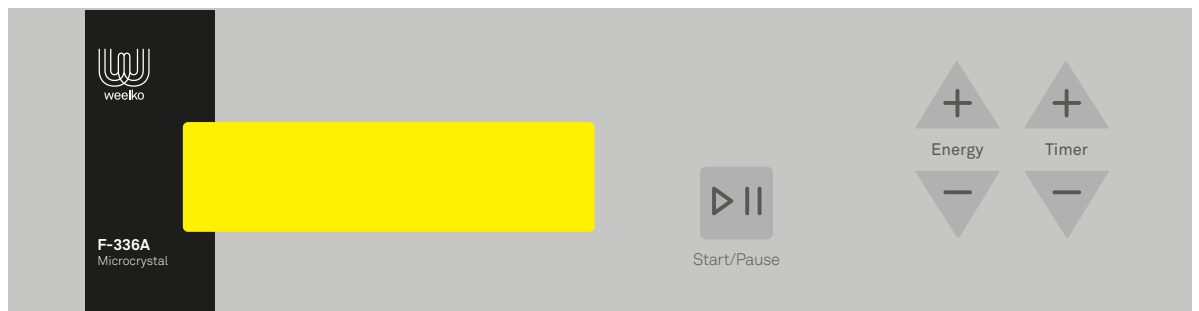 weelko
F-336A
Microcrystal
Start/Pause
Energy
Timer